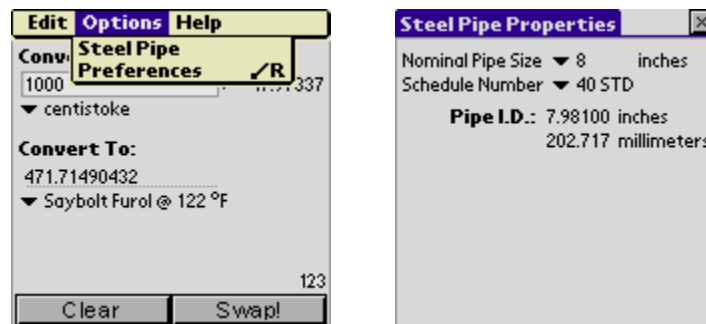 Edit Options Help
Steel Pipe
Preferences /R
1000
centistoke
Convert To:
471.71490432
Saybolt Furol @ 122 °F
123
Clear Swap!
Steel Pipe Properties
Nominal Pipe Size 8 inches
Schedule Number 40 STD
Pipe I.D.: 7.98100 inches
202.717 millimeters